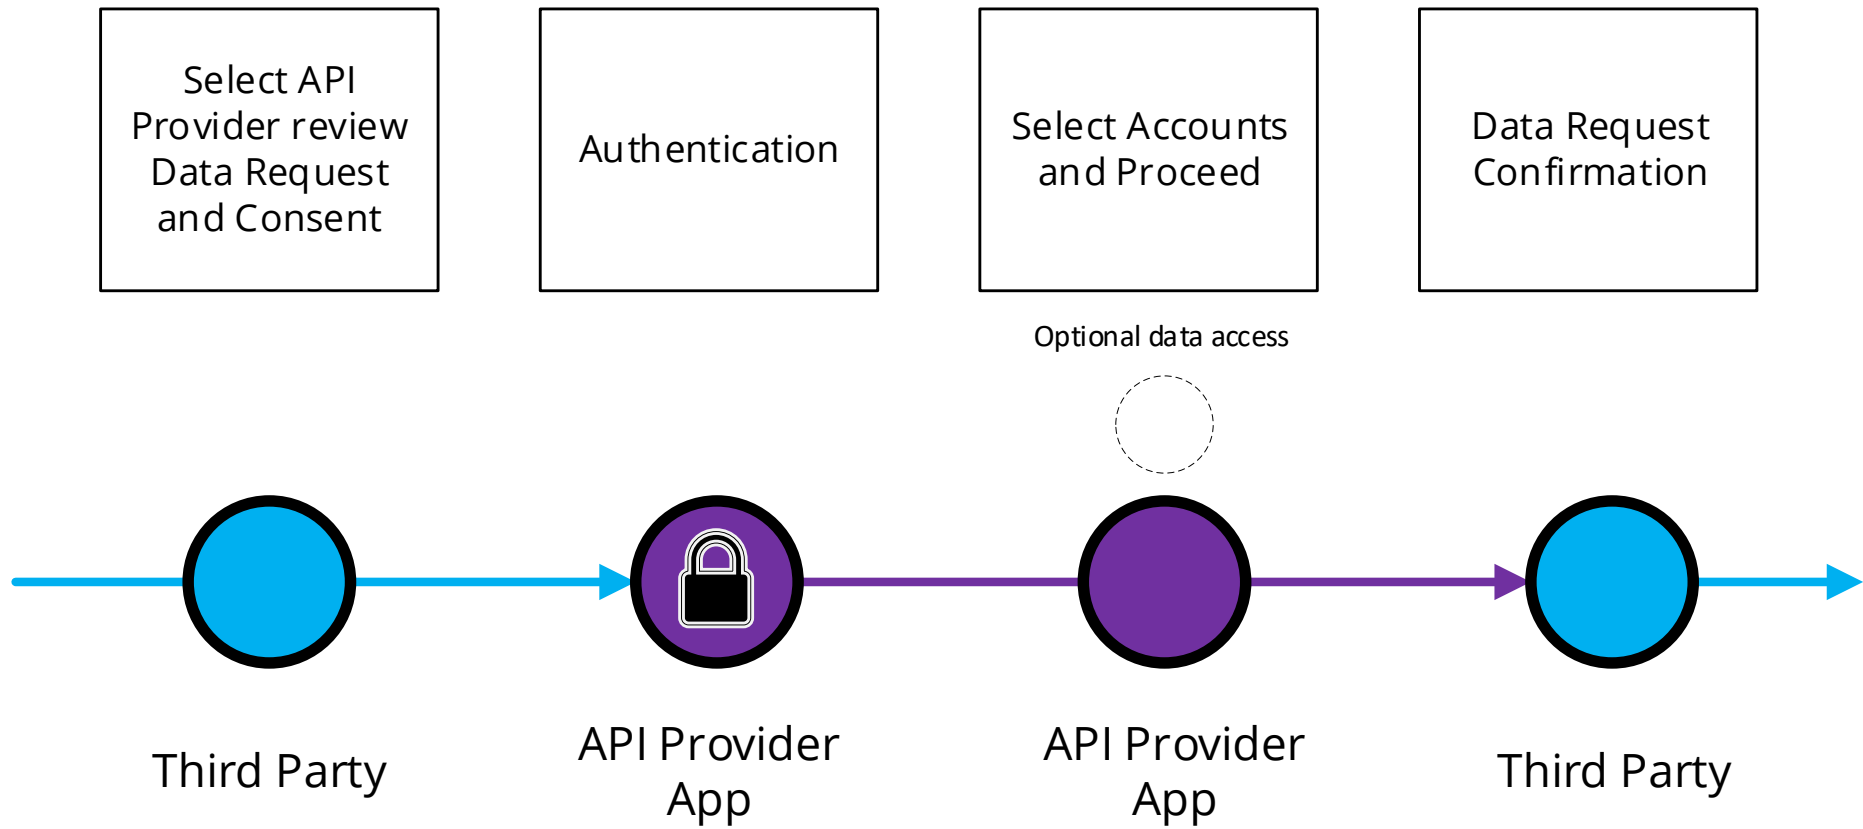 Select API
Provider review
Data Request
and Consent
Authentication
Select Accounts
and Proceed
Data Request
Confirmation
Optional data access
Third Party
API Provider
App
API Provider
App
Third Party